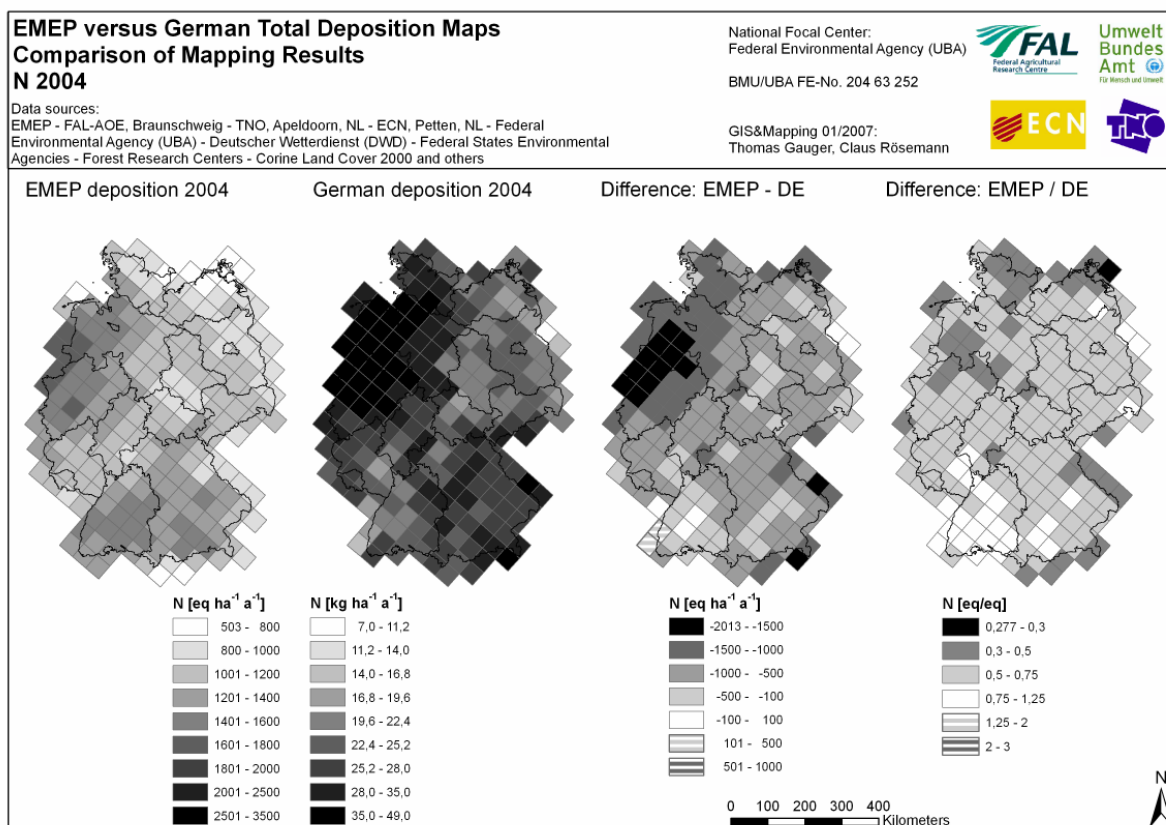 EMEP versus German Total Deposition Maps
Comparison of Mapping Results
N 2004
Data sources:
EMEP - FAL-AOE, Braunschweig - TNO, Apeldoorn, NL - ECN, Petten, NL - Federal
Environmental Agency (UBA) - Deutscher Wetterdienst (DWD) - Federal States Environmental
Agencies - Forest Research Centers - Corine Land Cover 2000 and others
National Focal Center:
Federal Environmental Agency (UBA)
BMU/UBA FE-No. 204 63 252
GIS&Mapping 01/2007:
Thomas Gauger, Claus Rösemann
FAL
Federal Agricultural
Research Centre
Umwelt
Bundes
Amt
Für Mensch und Umwelt
ECN
TNO
EMEP deposition 2004
German deposition 2004
Difference: EMEP - DE
Difference: EMEP / DE
N [eq ha⁻¹ a⁻¹]
503 - 800
800 - 1000
1001 - 1200
1201 - 1400
1401 - 1600
1601 - 1800
1801 - 2000
2001 - 2500
2501 - 3500
N [kg ha⁻¹ a⁻¹]
7,0 - 11,2
11,2 - 14,0
14,0 - 16,8
16,8 - 19,6
19,6 - 22,4
22,4 - 25,2
25,2 - 28,0
28,0 - 35,0
35,0 - 49,0
N [eq ha⁻¹ a⁻¹]
-2013 - -1500
-1500 - -1000
-1000 - -500
-500 - -100
-100 - 100
101 - 500
501 - 1000
N [eq/eq]
0,277 - 0,3
0,3 - 0,5
0,5 - 0,75
0,75 - 1,25
1,25 - 2
2 - 3
0 100 200 300 400
Kilometers
N